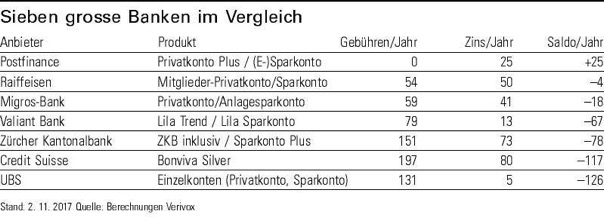 Sieben grosse Banken im Vergleich
Anbieter Produkt Gebühren/Jahr Zins/Jahr Saldo/Jahr
Postfinance Privatkonto Plus / (E-)Sparkonto 0 25 +25
Raiffeisen Mitglieder-Privatkonto/Sparkonto 54 50 –4
Migros-Bank Privatkonto/Anlagesparkonto 59 41 –18
Valiant Bank Lila Trend / Lila Sparkonto 79 13 –67
Zürcher Kantonalbank ZKB inklusiv / Sparkonto Plus 151 73 –78
Credit Suisse Bonviva Silver 197 80 –117
UBS Einzelkonten (Privatkonto, Sparkonto) 131 5 –126
Stand: 2. 11. 2017 Quelle: Berechnungen Verivox